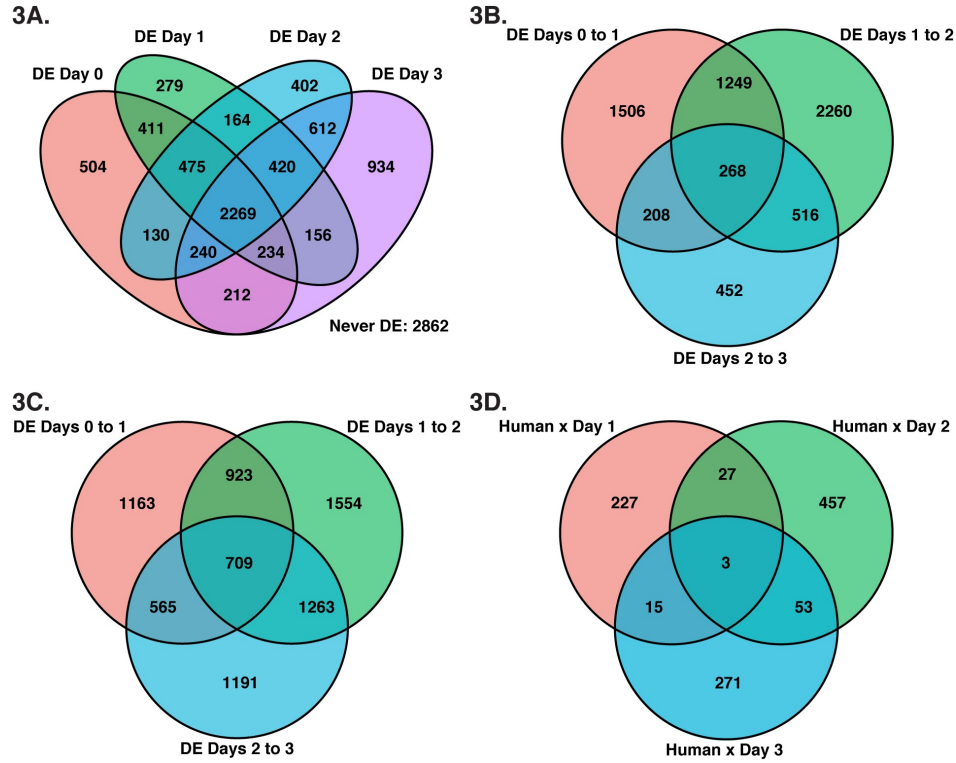 3A.
DE Day 1
DE Day 2
DE Day 0
DE Day 3
279
402
411
164
612
504
475
420
934
2269
130
156
240
234
212
Never DE: 2862
3B.
DE Days 0 to 1
DE Days 1 to 2
1249
1506
2260
268
208
516
452
DE Days 2 to 3
3C.
DE Days 0 to 1
DE Days 1 to 2
923
1163
1554
709
565
1263
1191
DE Days 2 to 3
3D.
Human x Day 1
Human x Day 2
27
227
457
3
15
53
271
Human x Day 3